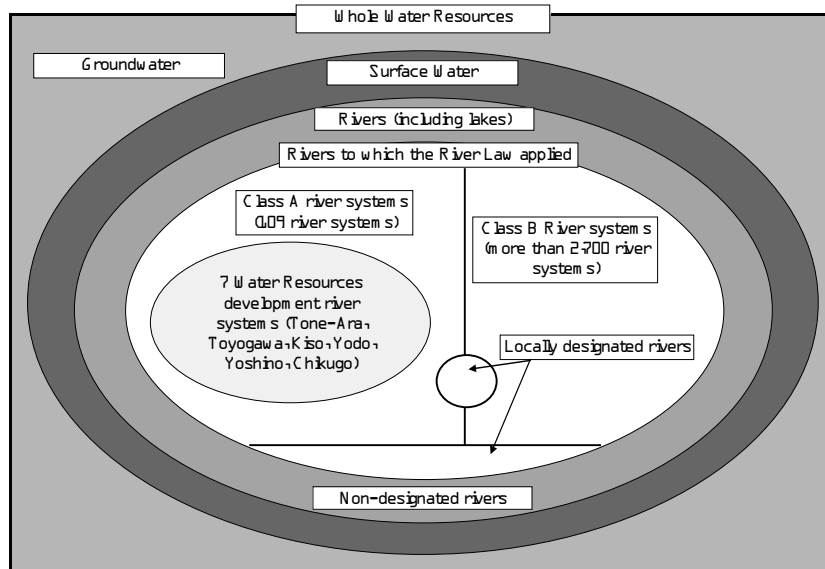 Whole Water Resources
Groundwater
Surface Water
Rivers (including lakes)
Rivers to which the River Law applied
Class A river systems
(109 river systems)
Class B River systems
(more than 2,700 river
systems)
7 Water Resources
development river
systems (Tone-Ara,
Toyogawa, Kiso, Yodo,
Yoshino, Chikugo)
Locally designated rivers
Non-designated rivers